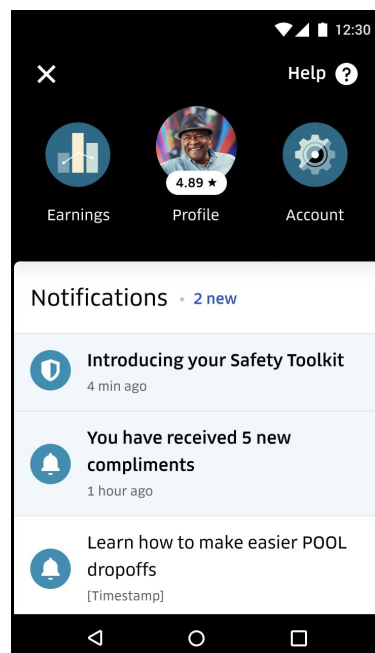 12:30
Help ?
4.89 ★
Earnings
Profile
Account
Notifications • 2 new
Introducing your Safety Toolkit
4 min ago
You have received 5 new
compliments
1 hour ago
Learn how to make easier POOL
dropoffs
[Timestamp]